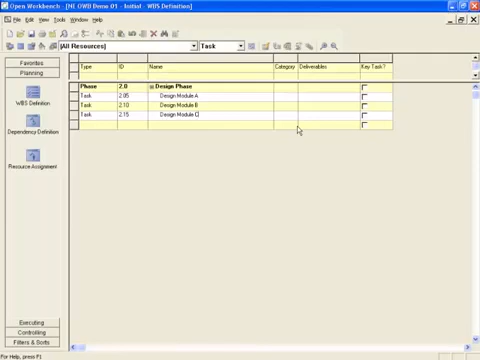 Open Workbench - [NE OWB Demo 01 - Initial - WBS Definition]
File Edit View Tools Window Help
[All Resources] Task
Favorites
Planning
WBS Definition
Dependency Definition
Resource Assignment
Executing
Controlling
Filters & Sorts
Type ID Name Category Deliverables Key Task?
Phase 2.0 Design Phase
Task 2.05 Design Module A
Task 2.10 Design Module B
Task 2.15 Design Module C
For Help, press F1